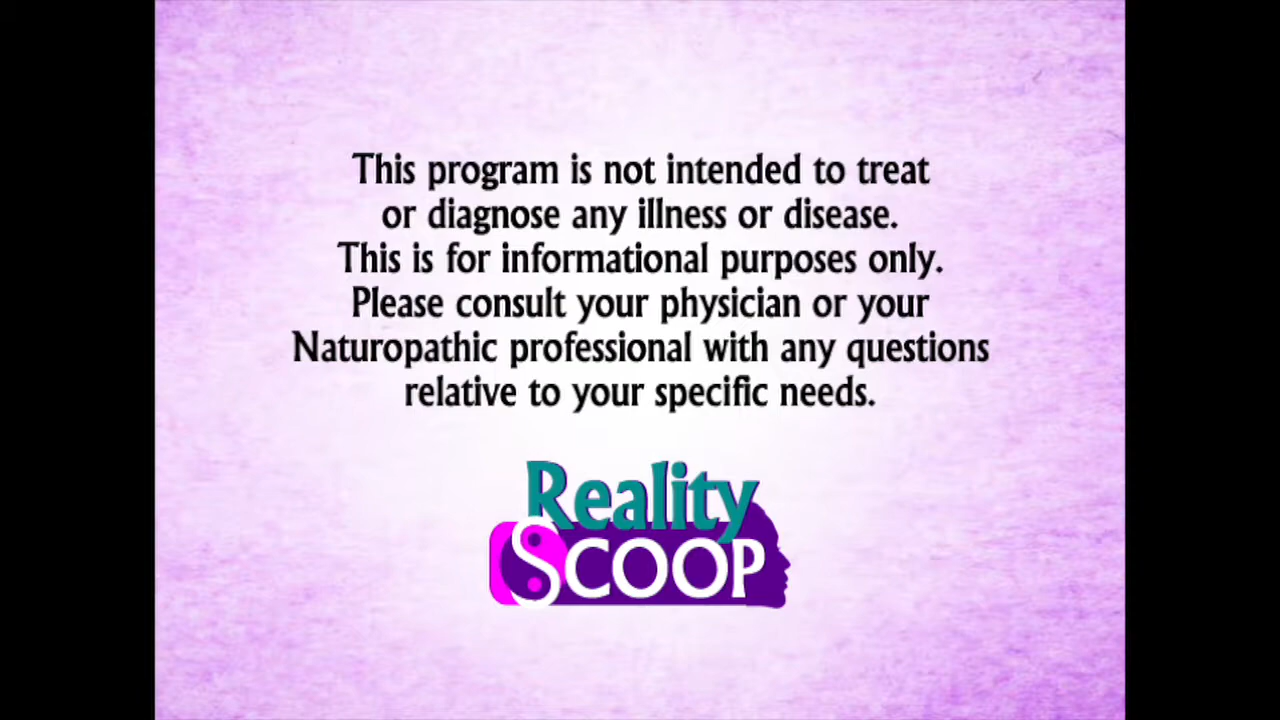 This program is not intended to treat
or diagnose any illness or disease.
This is for informational purposes only.
Please consult your physician or your
Naturopathic professional with any questions
relative to your specific needs.
Reality
SCOOP